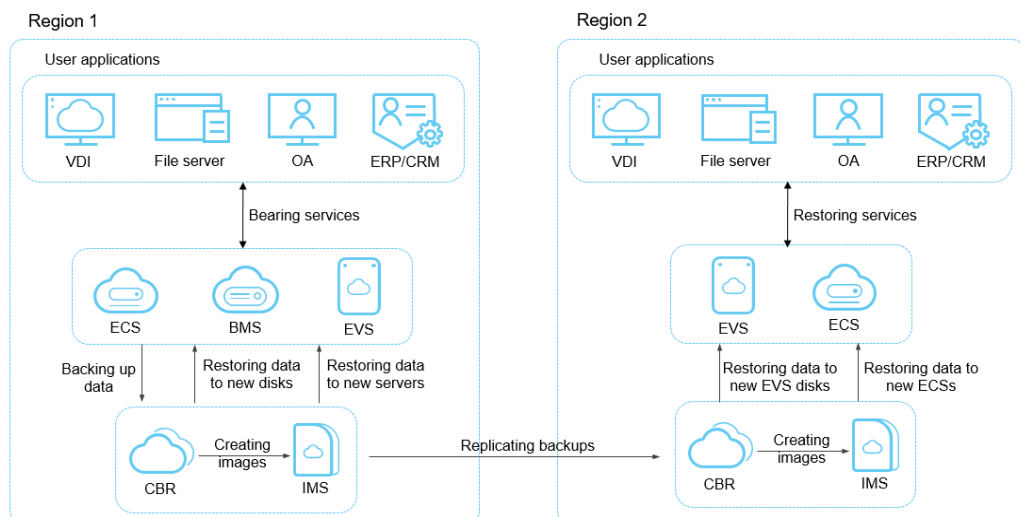 Region 1
User applications
VDI
File server
OA
ERP/CRM
Bearing services
ECS
BMS
EVS
Backing up
data
Restoring data
to new disks
Restoring data
to new servers
CBR
Creating
images
IMS
Replicating backups
Region 2
User applications
VDI
File server
OA
ERP/CRM
Restoring services
EVS
ECS
Restoring data to
new EVS disks
Restoring data to
new ECSs
CBR
Creating
images
IMS